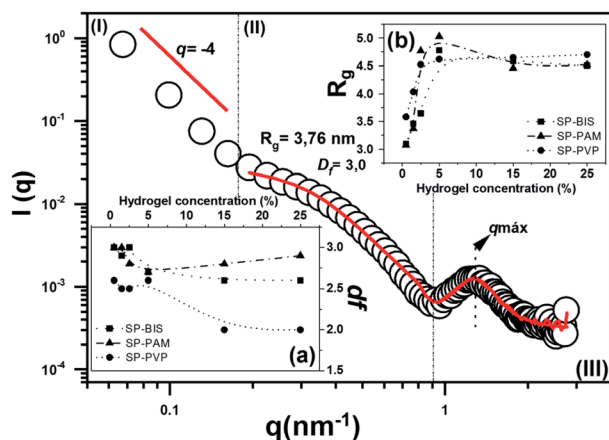 (I)
(II)
(b)
q= -4
R_g = 3,76 nm
D_f= 3,0
I (q)
10^0
10^-1
10^-2
10^-3
10^-4
R_g
5.0
4.5
4.0
3.5
3.0
0 5 10 15 20 25
Hydrogel concentration (%)
SP-BIS
SP-PAM
SP-PVP
Hydrogel concentration (%)
0 5 10 15 20 25
3.0
2.5
2.0
1.5
df
SP-BIS
SP-PAM
SP-PVP
(a)
qmáx
(III)
0.1 1
q(nm^-1)